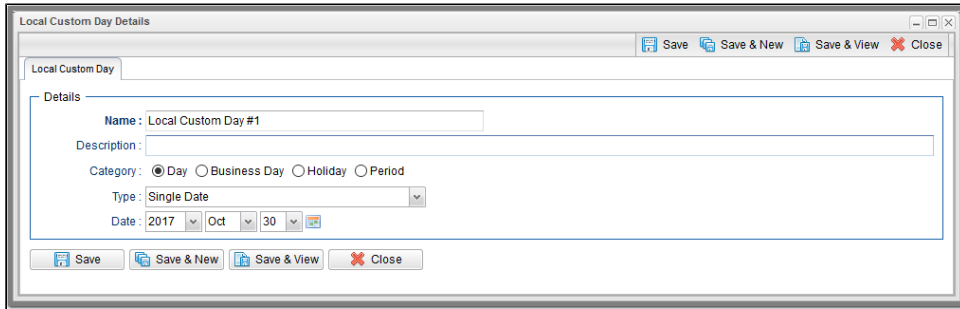 Local Custom Day Details
Save Save & New Save & View Close
Local Custom Day
Details
Name : Local Custom Day #1
Description :
Category : Day Business Day Holiday Period
Type : Single Date
Date : 2017 Oct 30
Save Save & New Save & View Close